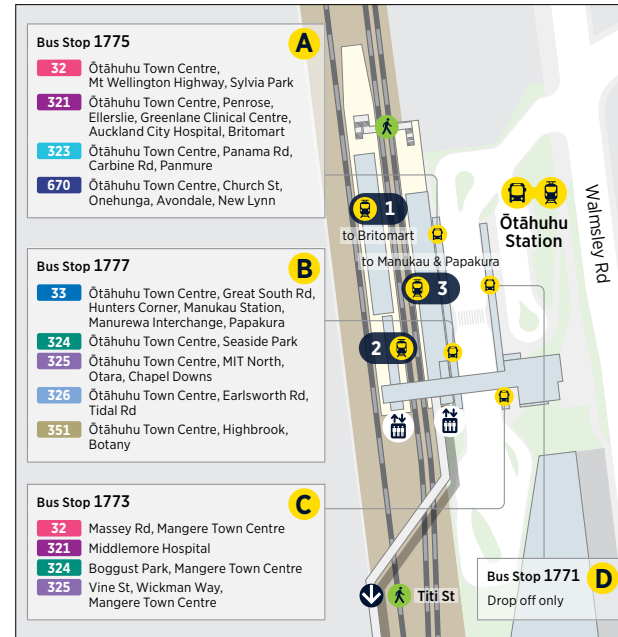 Bus Stop 1775
A
32 Ōtāhuhu Town Centre,
Mt Wellington Highway, Sylvia Park
321 Ōtāhuhu Town Centre, Penrose,
Ellerslie, Greenlane Clinical Centre,
Auckland City Hospital, Britomart
323 Ōtāhuhu Town Centre, Panama Rd,
Carbine Rd, Panmure
670 Ōtāhuhu Town Centre, Church St,
Onehunga, Avondale, New Lynn
Bus Stop 1777
B
33 Ōtāhuhu Town Centre, Great South Rd,
Hunters Corner, Manukau Station,
Manurewa Interchange, Papakura
324 Ōtāhuhu Town Centre, Seaside Park
325 Ōtāhuhu Town Centre, MIT North,
Otara, Chapel Downs
326 Ōtāhuhu Town Centre, Earlsworth Rd,
Tidal Rd
351 Ōtāhuhu Town Centre, Highbrook,
Botany
Bus Stop 1773
C
32 Massey Rd, Mangere Town Centre
321 Middlemore Hospital
324 Boggust Park, Mangere Town Centre
325 Vine St, Wickman Way,
Mangere Town Centre
1
to Britomart
to Manukau & Papakura
3
2
Ōtāhuhu
Station
Walmsley Rd
Titi St
Bus Stop 1771
D
Drop off only